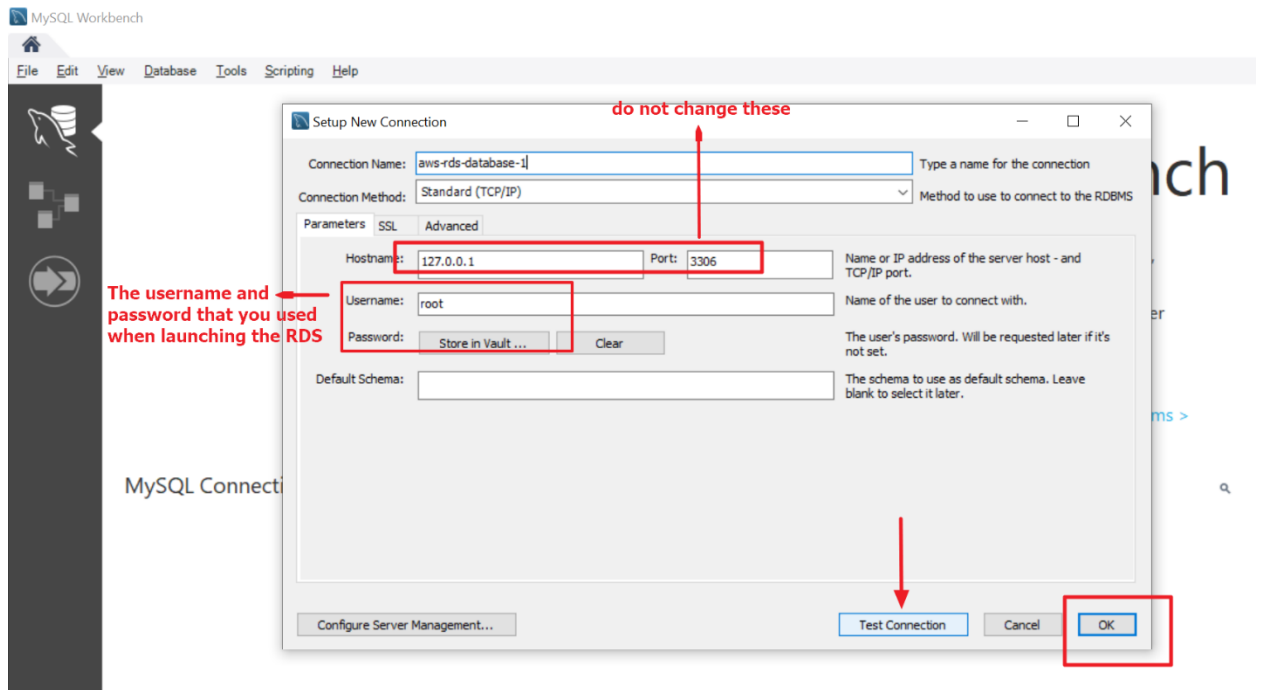 MySQL Workbench
File Edit View Database Tools Scripting Help
do not change these
Setup New Connection
nch
Connection Name: aws-rds-database-1 Type a name for the connection
Connection Method: Standard (TCP/IP) Method to use to connect to the RDBMS
Parameters SSL Advanced
Hostname: 127.0.0.1 Port: 3306 Name or IP address of the server host - and
TCP/IP port.
The username and
password that you used
when launching the RDS
Username: root Name of the user to connect with.
er
Password: Store in Vault ... Clear The user's password. Will be requested later if it's
not set.
Default Schema: The schema to use as default schema. Leave
blank to select it later.
ms >
MySQL Connecti
Configure Server Management... Test Connection Cancel OK